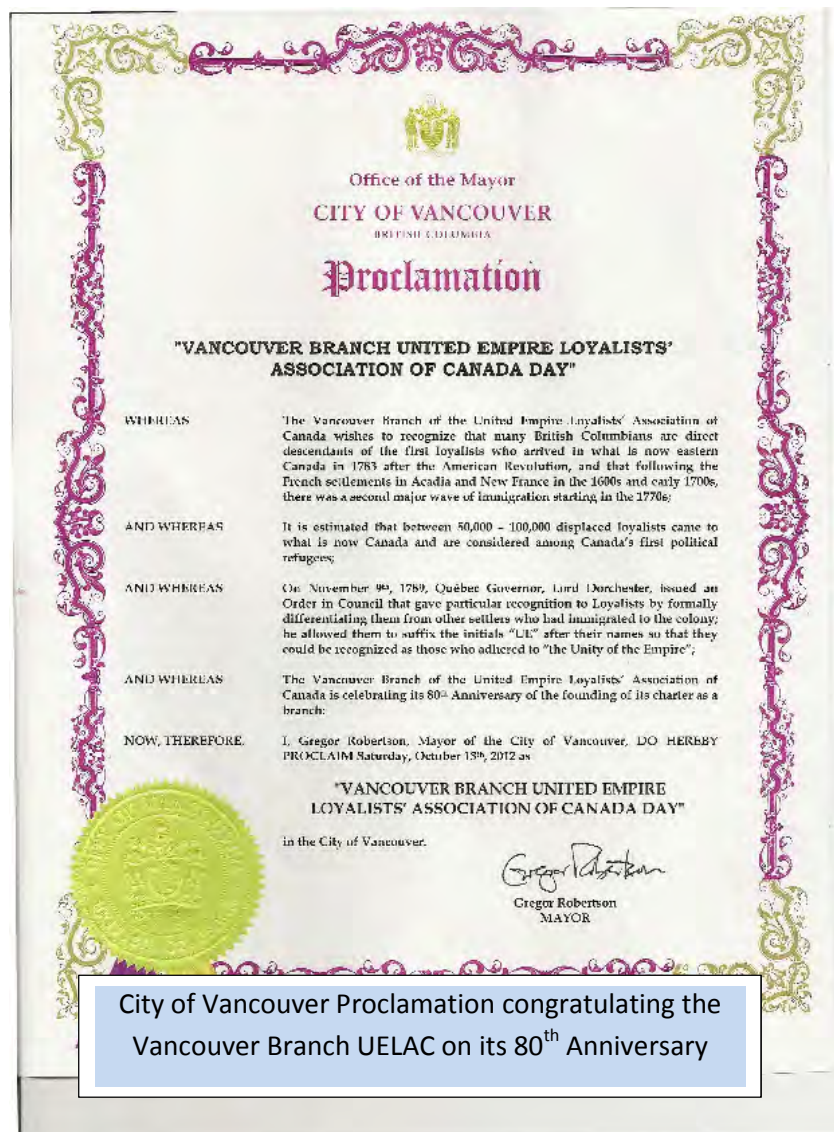 Office of the Mayor
CITY OF VANCOUVER
BRITISH COLUMBIA
Proclamation
"VANCOUVER BRANCH UNITED EMPIRE LOYALISTS'
ASSOCIATION OF CANADA DAY"
WHEREAS The Vancouver Branch of the United Empire Loyalists' Association of
Canada wishes to recognize that many British Columbians are direct
descendants of the first loyalists who arrived in what is now eastern
Canada in 1783 after the American Revolution, and that following the
French settlements in Acadia and New France in the 1600s and early 1700s,
there was a second major wave of immigration starting in the 1770s;
AND WHEREAS It is estimated that between 50,000 – 100,000 displaced loyalists came to
what is now Canada and are considered among Canada's first political
refugees;
AND WHEREAS On November 9th, 1789, Québec Governor, Lord Dorchester, issued an
Order in Council that gave particular recognition to Loyalists by formally
differentiating them from other settlers who had immigrated to the colony;
he allowed them to suffix the initials "UE" after their names so that they
could be recognized as those who adhered to "the Unity of the Empire";
AND WHEREAS The Vancouver Branch of the United Empire Loyalists' Association of
Canada is celebrating its 80th Anniversary of the founding of its charter as a
branch:
NOW, THEREFORE, I, Gregor Robertson, Mayor of the City of Vancouver, DO HEREBY
PROCLAIM Saturday, October 13th, 2012 as
"VANCOUVER BRANCH UNITED EMPIRE
LOYALISTS' ASSOCIATION OF CANADA DAY"
in the City of Vancouver.
Gregor Robertson
Gregor Robertson
MAYOR
City of Vancouver Proclamation congratulating the
Vancouver Branch UELAC on its 80th Anniversary